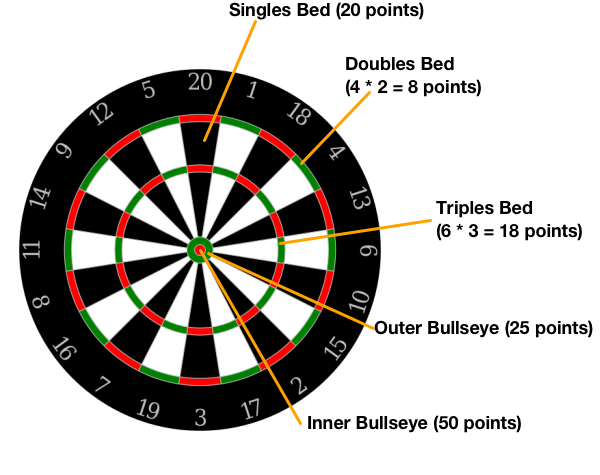 Singles Bed (20 points)
Doubles Bed
(4 * 2 = 8 points)
20
1
18
4
13
6
10
15
2
17
3
19
7
16
8
11
14
9
12
5
Triples Bed
(6 * 3 = 18 points)
Outer Bullseye (25 points)
Inner Bullseye (50 points)